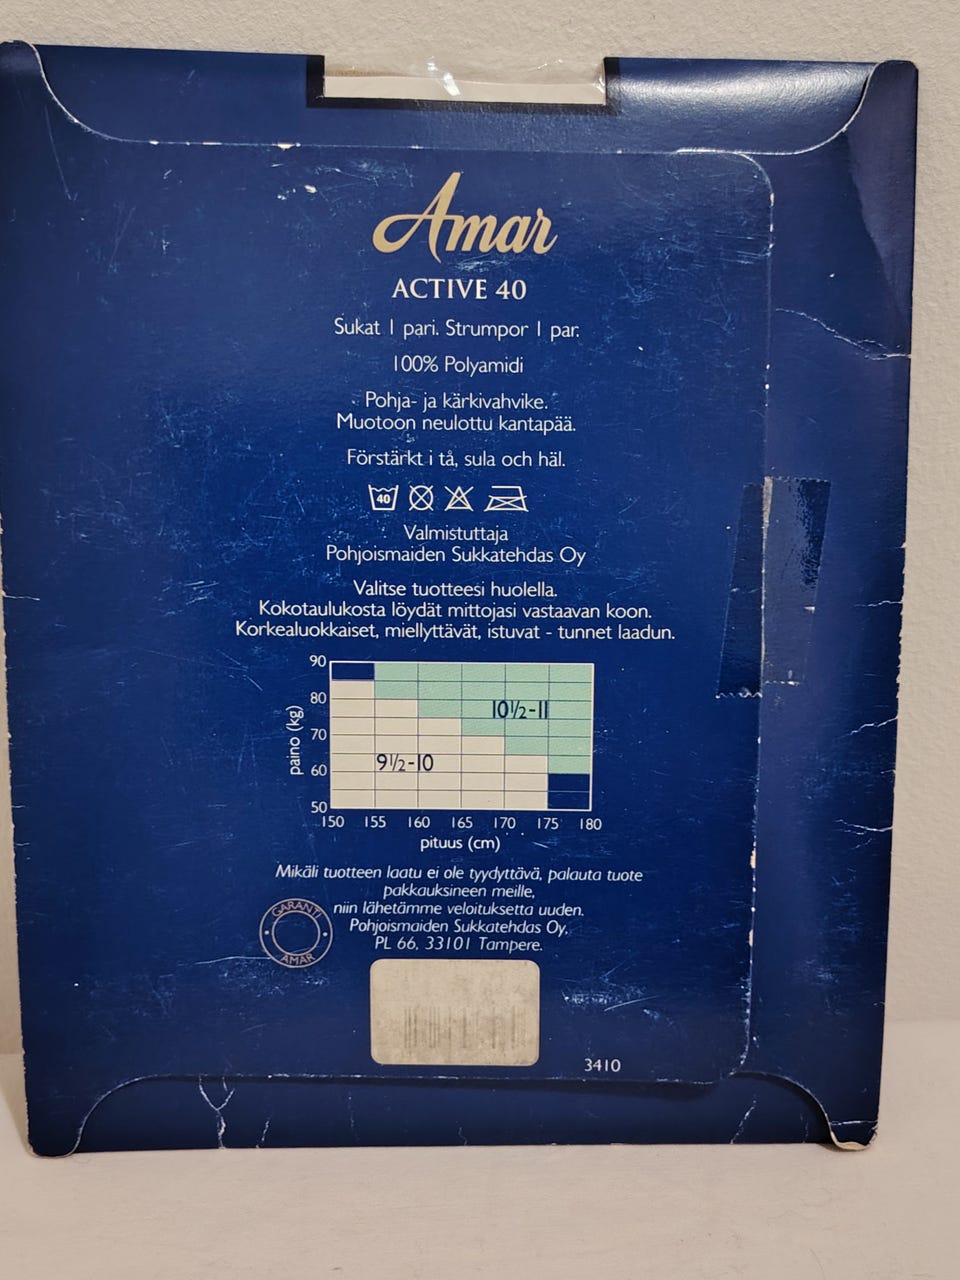 Amar
ACTIVE 40
Sukat 1 pari. Strumpor 1 par.
100% Polyamidi
Pohja- ja kärkivahvike.
Muotoon neulottu kantapää.
Förstärkt i tå, sula och häl.
40
Valmistuttaja
Pohjoismaiden Sukkatehdas Oy
Valitse tuotteesi huolella.
Kokotaulukosta löydät mittojasi vastaavan koon.
Korkealuokkaiset, miellyttävät, istuvat - tunnet laadun.
90
80
70
60
50
paino (kg)
10½-11
9½-10
150 155 160 165 170 175 180
pituus (cm)
Mikäli tuotteen laatu ei ole tyydyttävä, palauta tuote
pakkauksineen meille,
niin lähetämme veloituksetta uuden.
Pohjoismaiden Sukkatehdas Oy,
PL 66, 33101 Tampere.
GARANTI
AMAR
3410